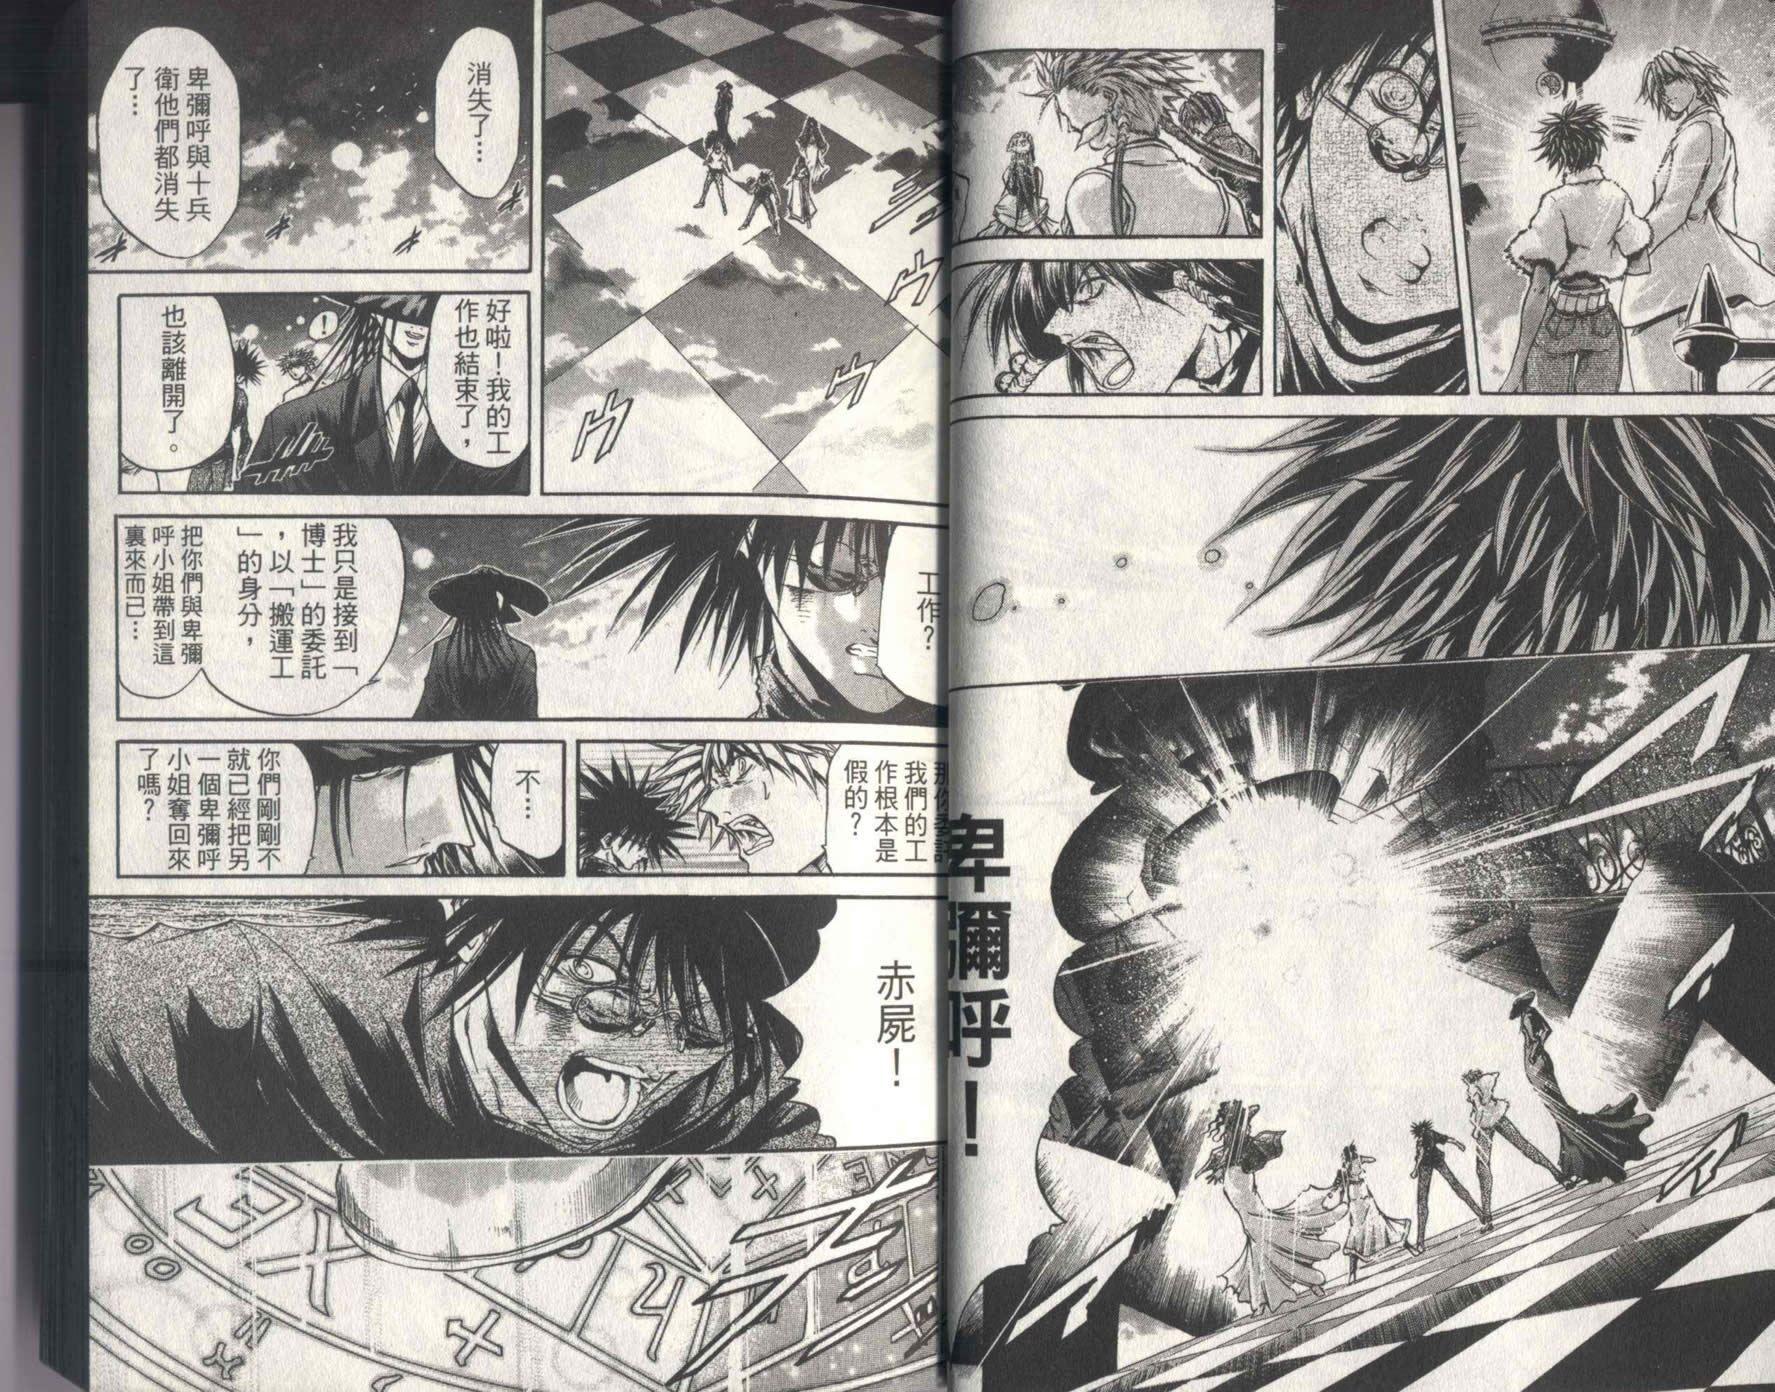 卑彌呼！
消失了…
卑彌呼與十兵
衛他們都消失
了…
好啦！我的工
作也結束了，
！
也該離開了。
工作？
我只是接到「
博士」的委託
，以「搬運工
」的身分，
把你們與卑彌
呼小姐帶到這
裏來而已…
我們的工
作根本是
假的？
不…
你們剛剛不
就已經把另
一個卑彌呼
小姐奪回來
了嗎？
赤屍！